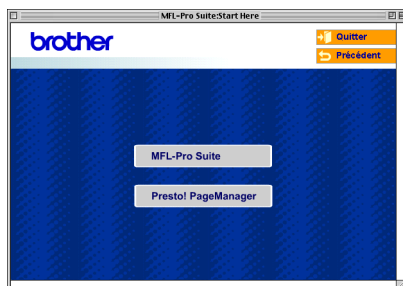 MFL-Pro Suite:Start Here
brother
Quitter
Précédent
MFL-Pro Suite
Presto! PageManager